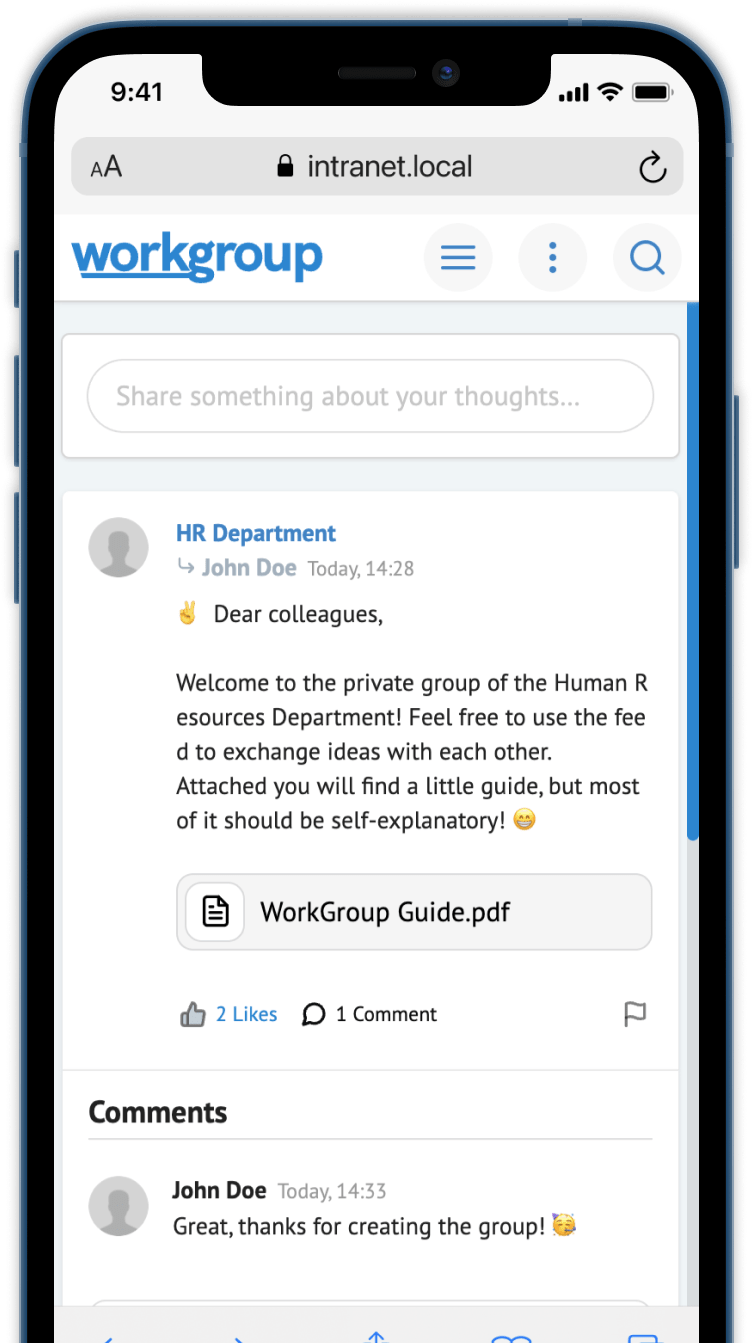 9:41
AA intranet.local
workgroup
Share something about your thoughts...
HR Department
John Doe Today, 14:28
✌️ Dear colleagues,
Welcome to the private group of the Human R
esources Department! Feel free to use the fee
d to exchange ideas with each other.
Attached you will find a little guide, but most
of it should be self-explanatory! 😁
WorkGroup Guide.pdf
2 Likes 1 Comment
Comments
John Doe Today, 14:33
Great, thanks for creating the group! 🥳